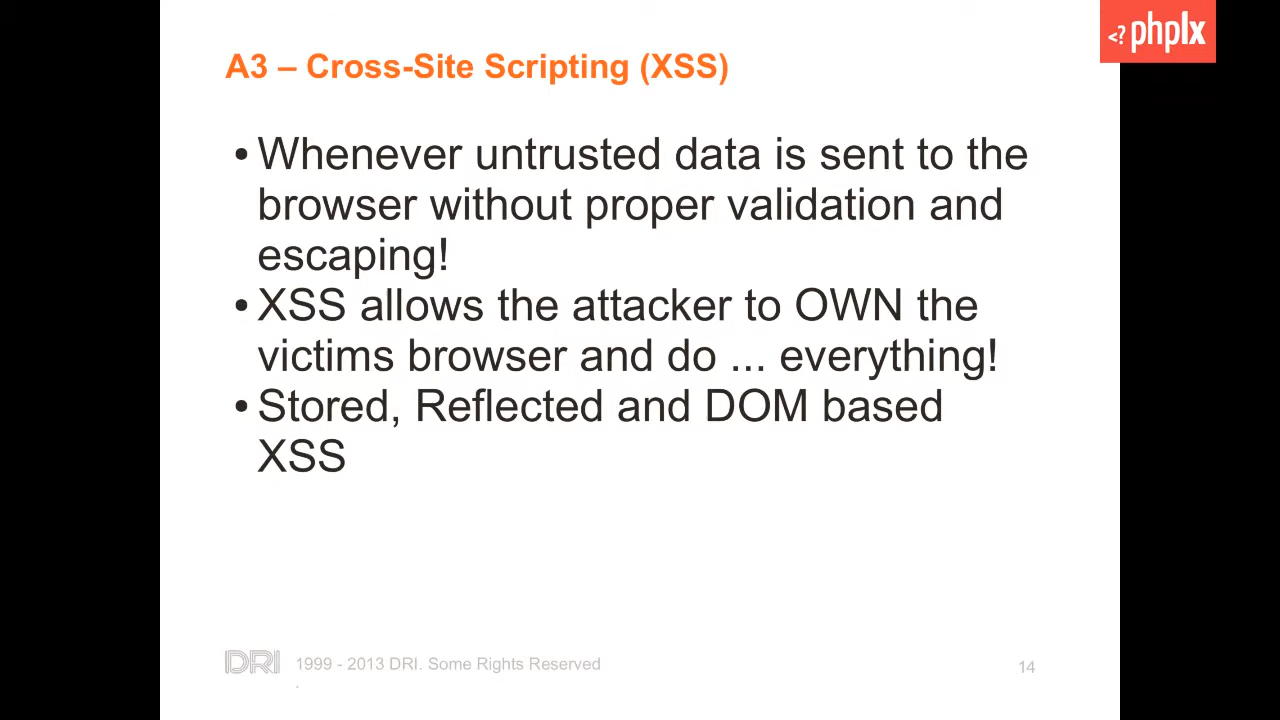 <? phplx
A3 – Cross-Site Scripting (XSS)
• Whenever untrusted data is sent to the
browser without proper validation and
escaping!
• XSS allows the attacker to OWN the
victims browser and do ... everything!
• Stored, Reflected and DOM based
XSS
DRI 1999 - 2013 DRI. Some Rights Reserved
.
14